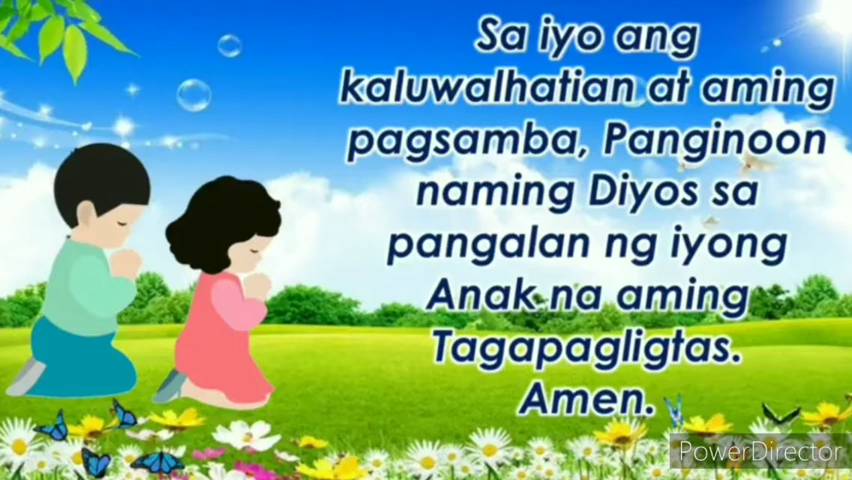 Sa iyo ang
kaluwalhatian at aming
pagsamba, Panginoon
naming Diyos sa
pangalan ng iyong
Anak na aming
Tagapagligtas.
Amen.
PowerDirector